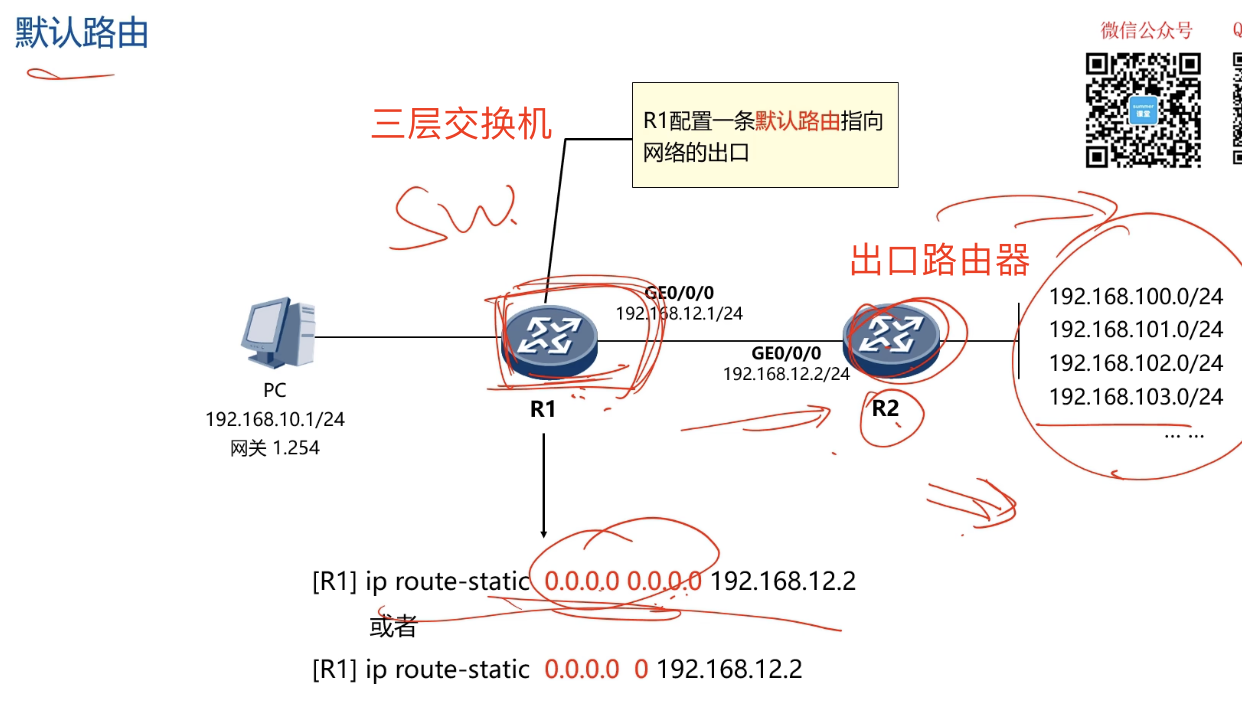 默认路由
微信公众号
Q
summer
课堂
三层交换机
R1配置一条默认路由指向
网络的出口
SW.
出口路由器
GE0/0/0
192.168.12.1/24
192.168.100.0/24
192.168.101.0/24
192.168.102.0/24
192.168.103.0/24
... ...
GE0/0/0
192.168.12.2/24
PC
192.168.10.1/24
网关 1.254
R1
R2
[R1] ip route-static 0.0.0.0 0.0.0.0 192.168.12.2
或者
[R1] ip route-static 0.0.0.0 0 192.168.12.2